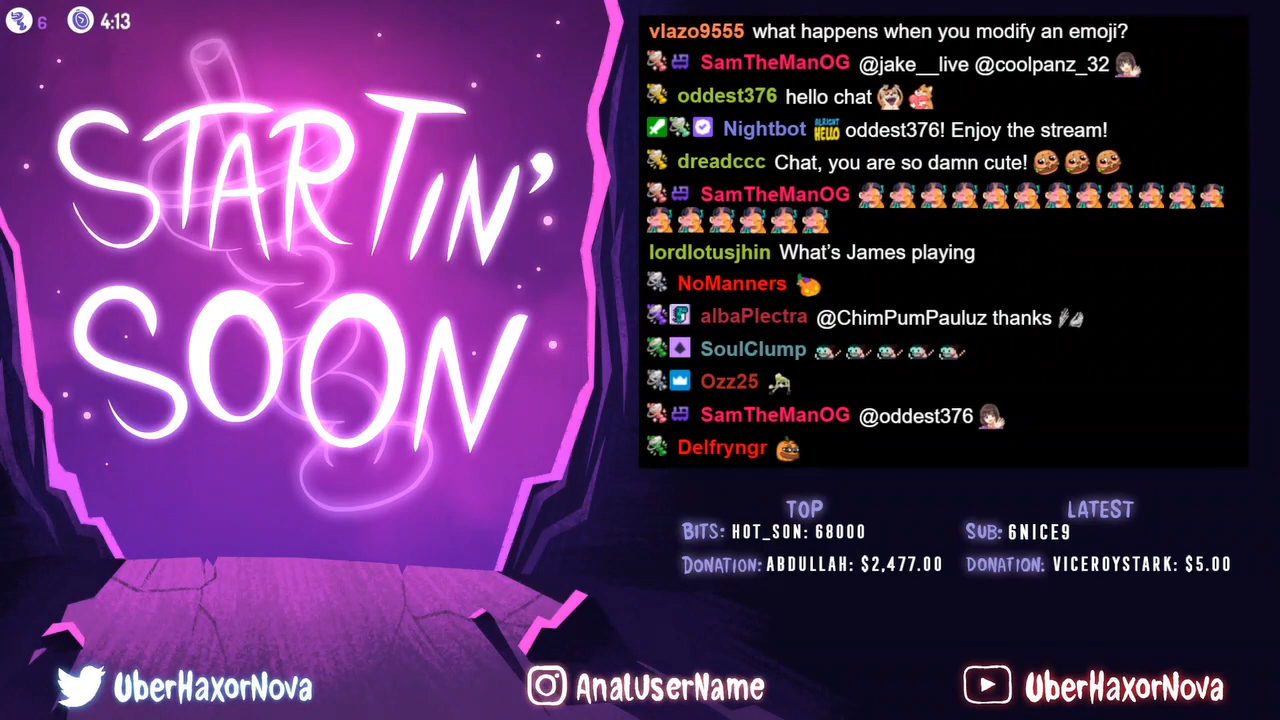 6 4:13
STARTIN'
SOON
vlazo9555 what happens when you modify an emoji?
SamTheManOG @jake__live @coolpanz_32
oddest376 hello chat
Nightbot ALRIGHT HELLO oddest376! Enjoy the stream!
dreadccc Chat, you are so damn cute!
SamTheManOG
lordlotusjhin What's James playing
NoManners
albaPlectra @ChimPumPauluz thanks
SoulClump
Ozz25
SamTheManOG @oddest376
Delfryngr
TOP
BITS: HOT_SON: 68000
DONATION: ABDULLAH: $2,477.00
LATEST
SUB: 6NICE9
DONATION: VICEROYSTARK: $5.00
UberHaxorNova
AnalUserName
UberHaxorNova